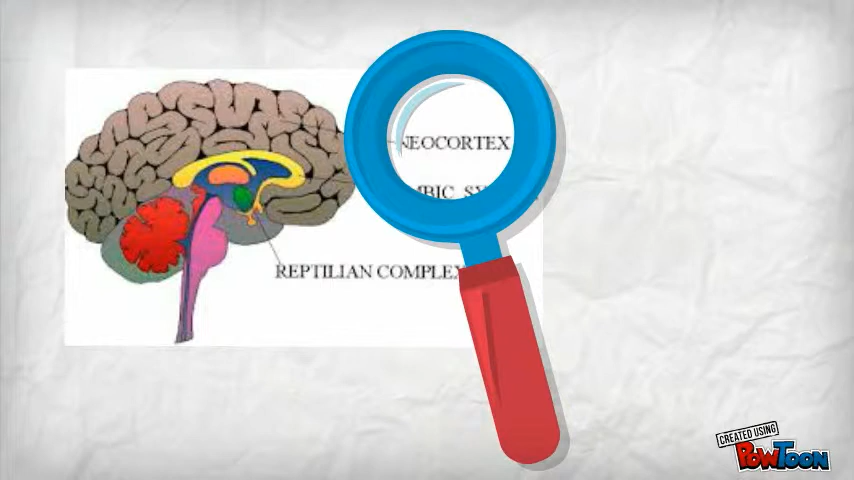 NEOCORTEX
REPTILIAN COMPLEX
CREATED USING
POWTOON